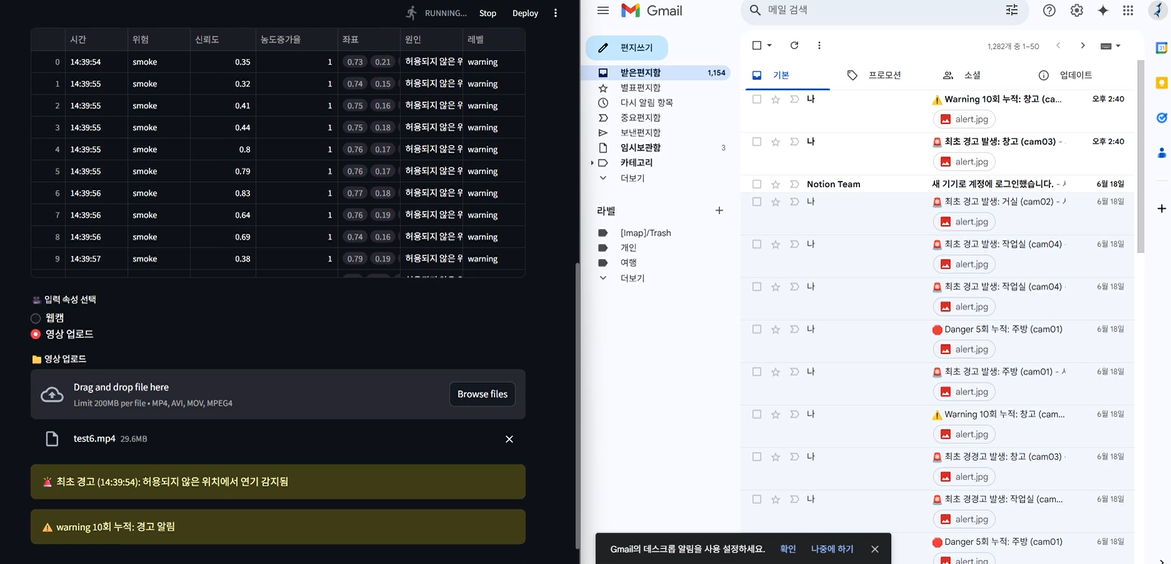 RUNNING... Stop Deploy
시간 위험 신뢰도 농도증가율 좌표 원인 레벨
0 14:39:54 smoke 0.35 1 0.73 0.21 허용되지 않은 위 warning
1 14:39:55 smoke 0.32 1 0.74 0.15 허용되지 않은 위 warning
2 14:39:55 smoke 0.41 1 0.75 0.16 허용되지 않은 위 warning
3 14:39:55 smoke 0.44 1 0.75 0.18 허용되지 않은 위 warning
4 14:39:55 smoke 0.8 1 0.76 0.17 허용되지 않은 위 warning
5 14:39:55 smoke 0.79 1 0.76 0.17 허용되지 않은 위 warning
6 14:39:56 smoke 0.83 1 0.77 0.18 허용되지 않은 위 warning
7 14:39:56 smoke 0.64 1 0.76 0.19 허용되지 않은 위 warning
8 14:39:56 smoke 0.69 1 0.74 0.16 허용되지 않은 위 warning
9 14:39:57 smoke 0.38 1 0.79 0.19 허용되지 않은 위 warning
입력 속성 선택
웹캠
영상 업로드
📁 영상 업로드
Drag and drop file here
Limit 200MB per file • MP4, AVI, MOV, MPEG4
Browse files
test6.mp4 29.6MB
🚨 최초 경고 (14:39:54): 허용되지 않은 위치에서 연기 감지됨
⚠️ warning 10회 누적: 경고 알림
Gmail
메일 검색
편지쓰기
받은편지함 1,154
별표편지함
다시 알림 항목
중요편지함
보낸편지함
임시보관함 3
카테고리
더보기
라벨
[Imap]/Trash
개인
여행
더보기
1,282개 중 1–50
기본 프로모션 소셜 업데이트
나 ⚠️ Warning 10회 누적: 창고 (ca... 오후 2:40
alert.jpg
나 🚨 최초 경고 발생: 창고 (cam03) - 오후 2:40
alert.jpg
Notion Team 새 기기로 계정에 로그인했습니다. - 6월 18일
나 🚨 최초 경고 발생: 거실 (cam02) - 6월 18일
alert.jpg
나 🚨 최초 경고 발생: 작업실 (cam04) 6월 18일
alert.jpg
나 🚨 최초 경고 발생: 작업실 (cam04) 6월 18일
alert.jpg
나 🛑 Danger 5회 누적: 주방 (cam01) 6월 18일
alert.jpg
나 🚨 최초 경고 발생: 주방 (cam01) - 6월 18일
alert.jpg
나 ⚠️ Warning 10회 누적: 창고 (cam... 6월 18일
alert.jpg
나 🚨 최초 경경고 발생: 창고 (cam03) 6월 18일
alert.jpg
나 🚨 최초 경경고 발생: 작업실 (cam... 6월 18일
alert.jpg
🛑 Danger 5회 누적: 주방 (cam01) 6월 18일
alert.jpg
Gmail의 데스크톱 알림을 사용 설정하세요. 확인 나중에 하기